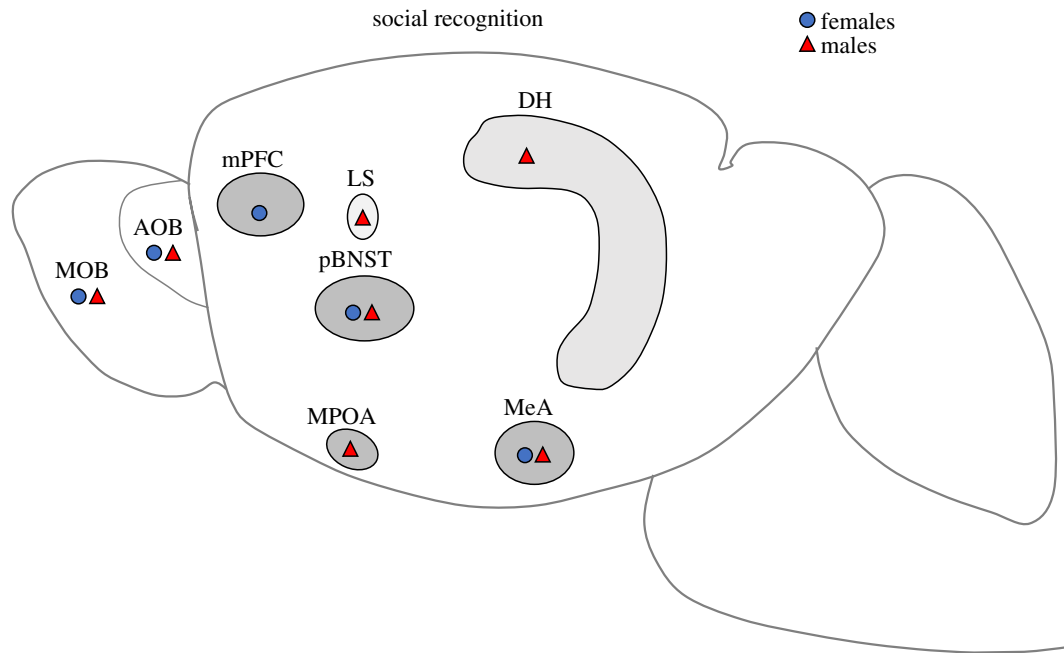 social recognition
females
males
DH
mPFC
LS
AOB
pBNST
MOB
MPOA
MeA